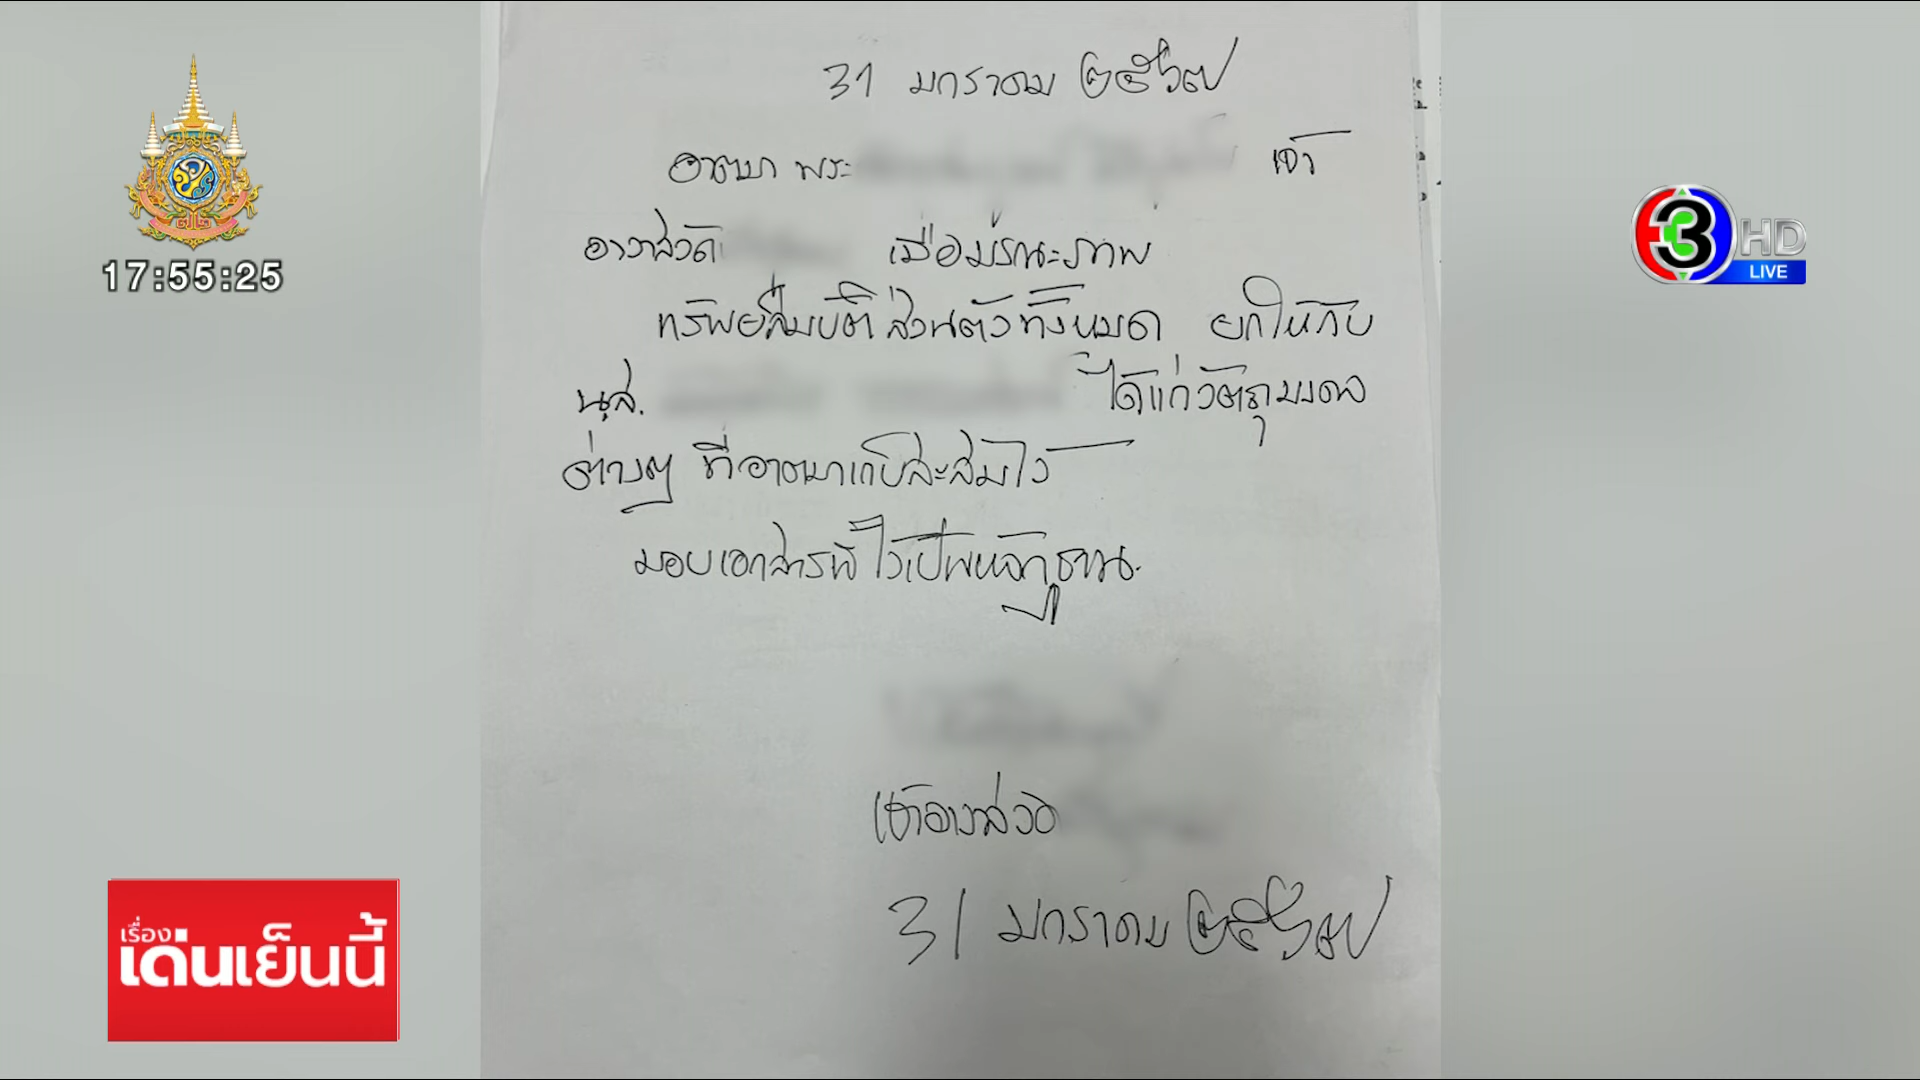 31 มกราคม ๒๕๖๗
อาตมา พระ เจ้า
อาวาสวัด เมื่อมรณะภาพ
ทรัพย์สมบัติส่วนตัวทั้งหมด ยกให้กับ
นส. ได้แก่วัตถุมงคล
ต่างๆ ที่อาตมาเก็บสะสมไว้
มอบเอกสารนี้ไว้เป็นหลักฐาน
เจ้าอาวาสวัด
31 มกราคม ๒๕๖๗
17:55:25
3 HD
LIVE
เรื่อง
เด่นเย็นนี้